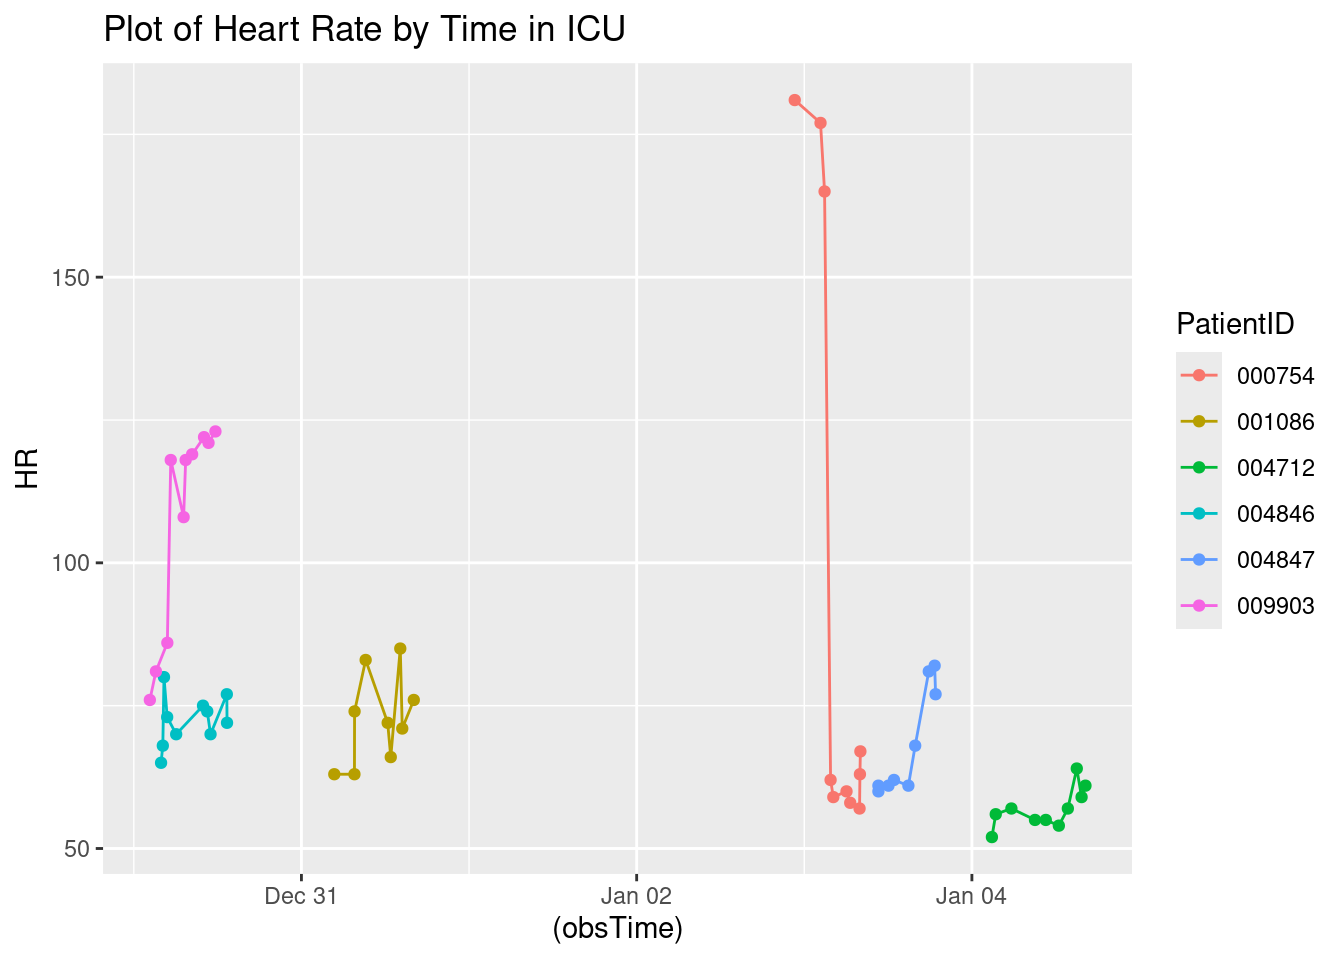 Plot of Heart Rate by Time in ICU
150
100
50
HR
Dec 31
Jan 02
Jan 04
(obsTime)
PatientID
000754
001086
004712
004846
004847
009903